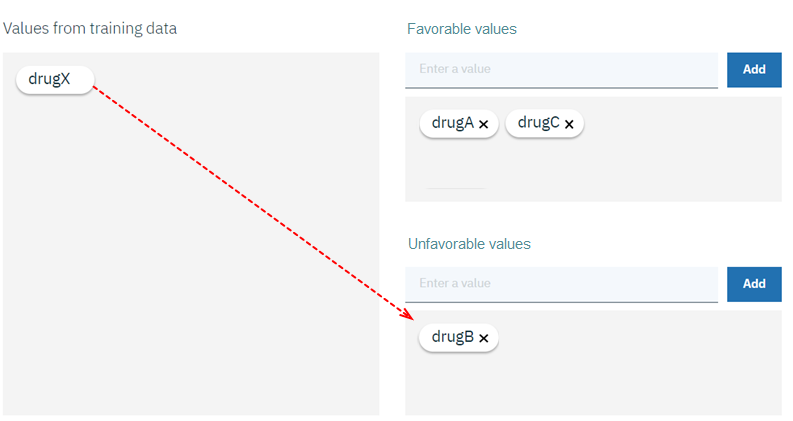 Values from training data
drugX
Favorable values
Enter a value
Add
drugA ×
drugC ×
Unfavorable values
Enter a value
Add
drugB ×